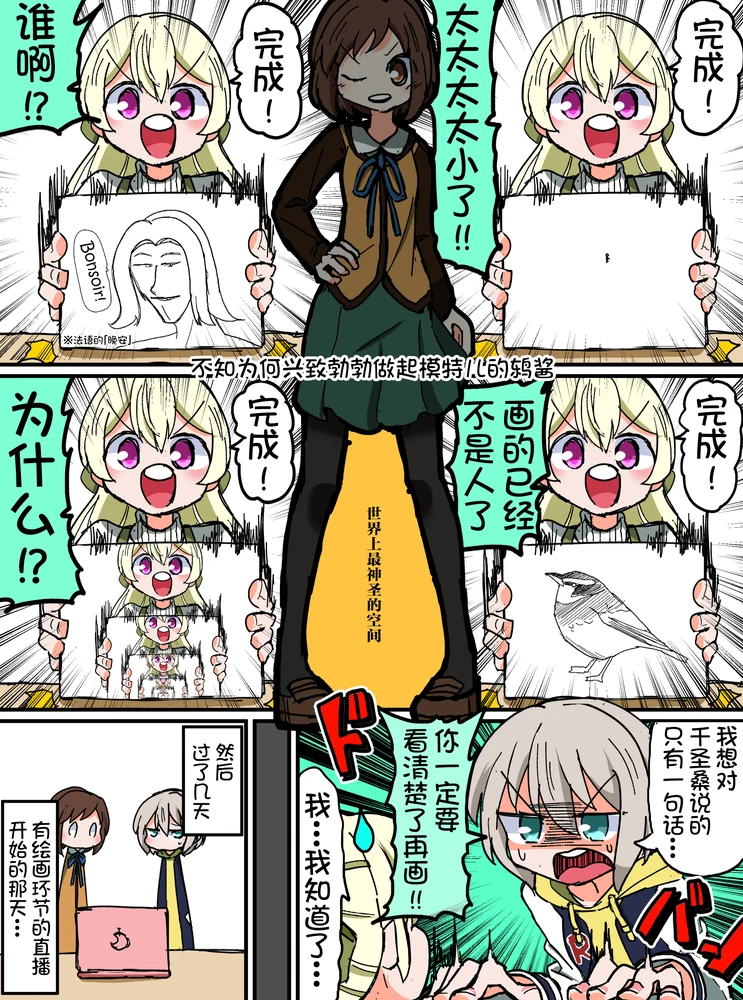 完成！
太太太太小了!!
完成！
谁啊!?
Bonsoir!
※法语的「晚安」
不知为何兴致勃勃做起模特儿的鸫酱
完成！
画的已经
不是人了
完成！
为什么!?
世界上最神圣的空间
我想对
千圣桑说的
只有一句话…
你一定要
看清楚了再画!!
ドン
バン
我…我知道了…
R
然后
过了几天
有绘画环节的直播
开始的那天…